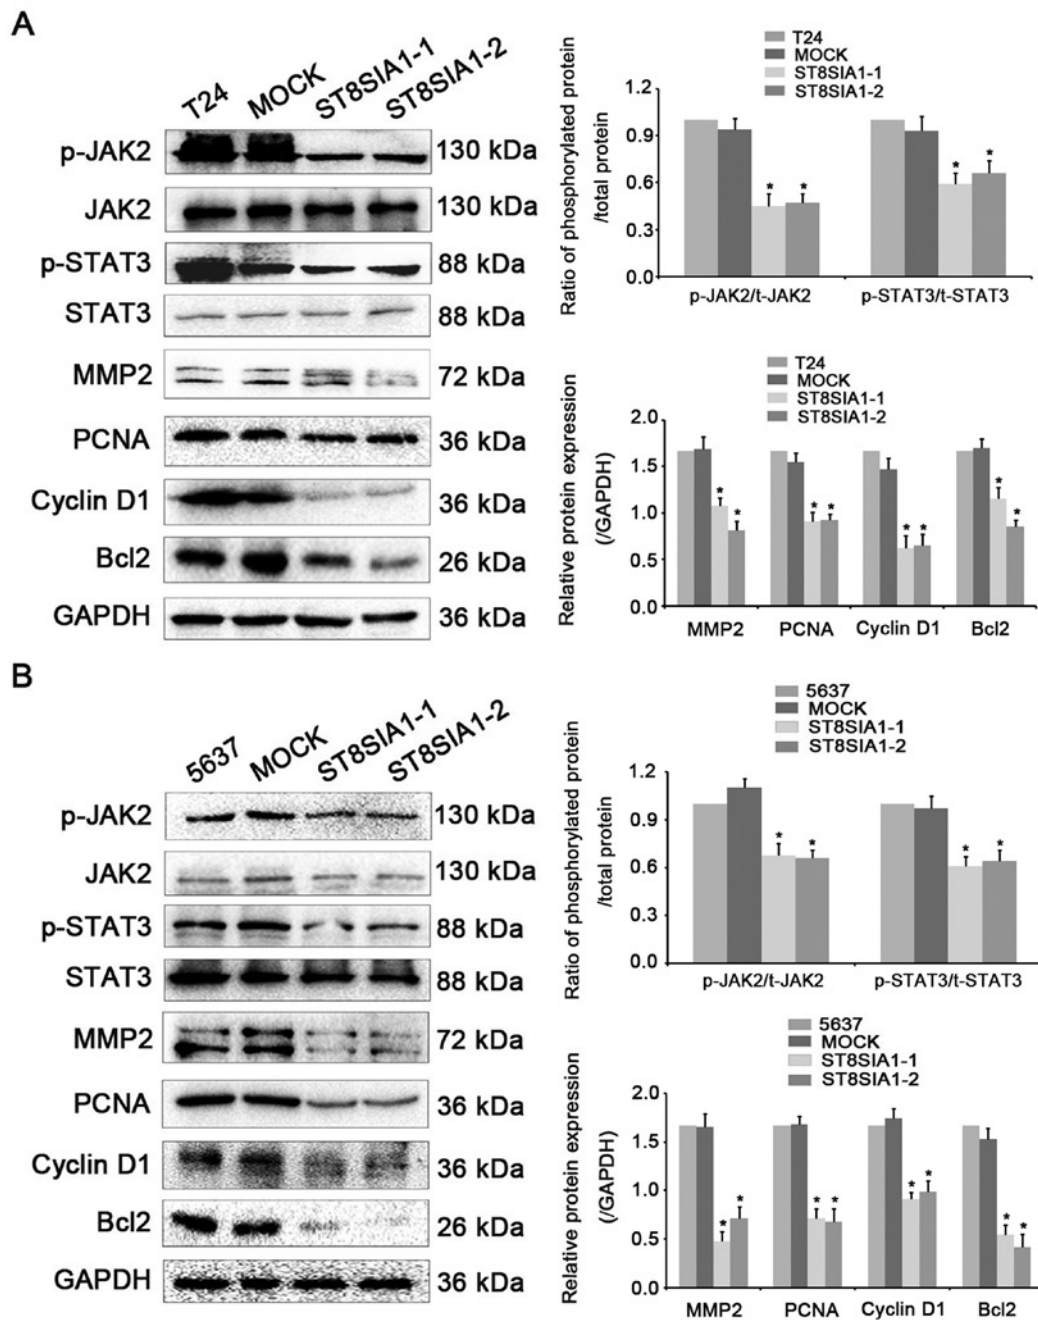 A
T24 MOCK ST8SIA1-1 ST8SIA1-2
p-JAK2 130 kDa
JAK2 130 kDa
p-STAT3 88 kDa
STAT3 88 kDa
MMP2 72 kDa
PCNA 36 kDa
Cyclin D1 36 kDa
Bcl2 26 kDa
GAPDH 36 kDa
T24
MOCK
ST8SIA1-1
ST8SIA1-2
Ratio of phosphorylated protein
/total protein
1.2
0.9
0.6
0.3
0.0
* * * *
p-JAK2/t-JAK2 p-STAT3/t-STAT3
T24
MOCK
ST8SIA1-1
ST8SIA1-2
Relative protein expression
(/GAPDH)
2.0
1.5
1.0
0.5
0.0
* * * * * * * *
MMP2 PCNA Cyclin D1 Bcl2
B
5637 MOCK ST8SIA1-1 ST8SIA1-2
p-JAK2 130 kDa
JAK2 130 kDa
p-STAT3 88 kDa
STAT3 88 kDa
MMP2 72 kDa
PCNA 36 kDa
Cyclin D1 36 kDa
Bcl2 26 kDa
GAPDH 36 kDa
5637
MOCK
ST8SIA1-1
ST8SIA1-2
Ratio of phosphorylated protein
/total protein
1.2
0.9
0.6
0.3
0.0
* * * *
p-JAK2/t-JAK2 p-STAT3/t-STAT3
5637
MOCK
ST8SIA1-1
ST8SIA1-2
Relative protein expression
(/GAPDH)
2.0
1.5
1.0
0.5
0.0
* * * * * * * *
MMP2 PCNA Cyclin D1 Bcl2